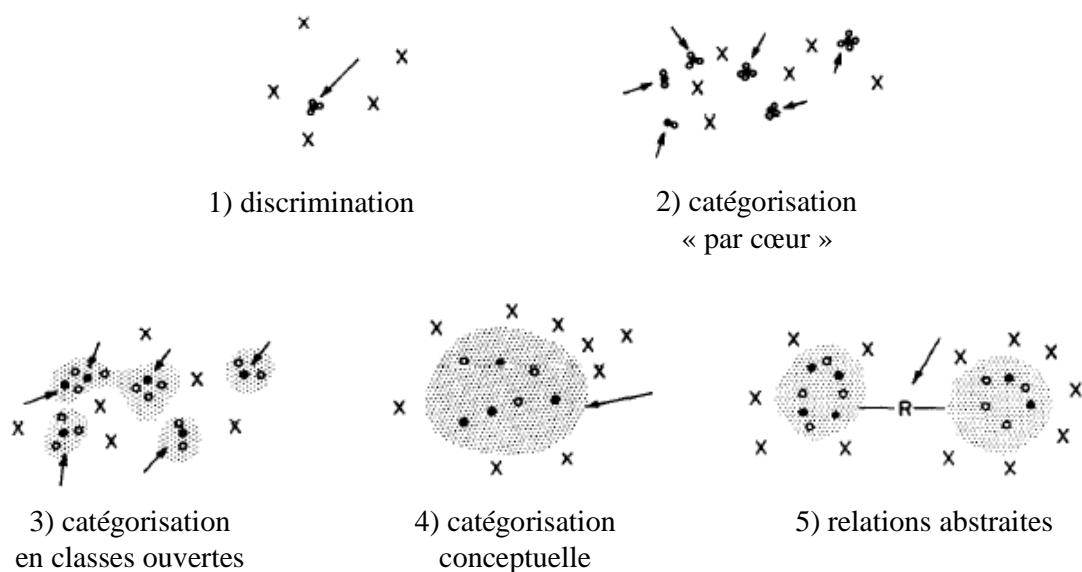 1) discrimination
2) catégorisation
« par cœur »
R
3) catégorisation
en classes ouvertes
4) catégorisation
conceptuelle
5) relations abstraites